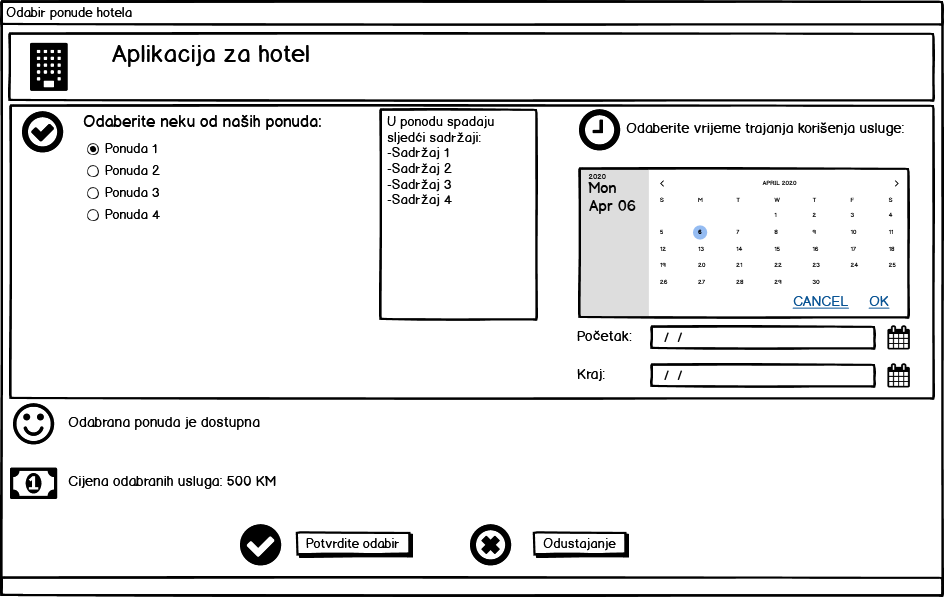 Odabir ponude hotela
Aplikacija za hotel
Odaberite neku od naših ponuda:
Ponuda 1
Ponuda 2
Ponuda 3
Ponuda 4
U ponodu spadaju
sljedći sadržaji:
-Sadržaj 1
-Sadržaj 2
-Sadržaj 3
-Sadržaj 4
Odaberite vrijeme trajanja korišenja usluge:
2020
Mon
Apr 06
< APRIL 2020 >
S M T W T F S
1 2 3 4
5 6 7 8 9 10 11
12 13 14 15 16 17 18
19 20 21 22 23 24 25
26 27 28 29 30
CANCEL OK
Početak: / /
Kraj: / /
Odabrana ponuda je dostupna
1
Cijena odabranih usluga: 500 KM
Potvrdite odabir
Odustajanje